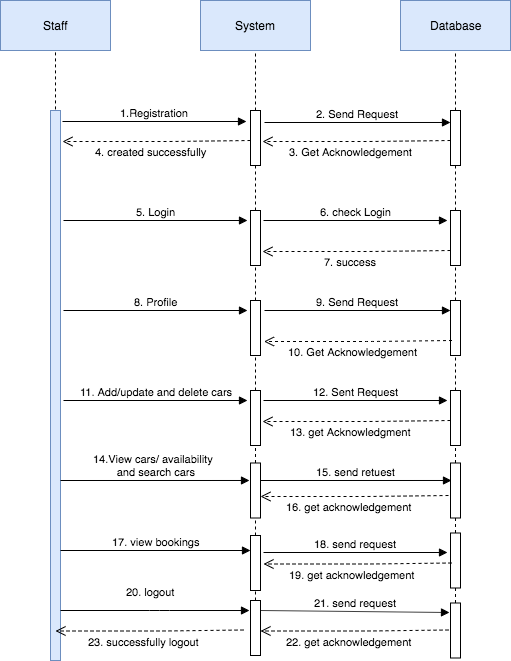 Staff
System
Database
1.Registration
2. Send Request
4. created successfully
3. Get Acknowledgement
5. Login
6. check Login
7. success
8. Profile
9. Send Request
10. Get Acknowledgement
11. Add/update and delete cars
12. Sent Request
13. get Acknowledgment
14.View cars/ availability
and search cars
15. send retuest
16. get acknowledgement
17. view bookings
18. send request
19. get acknowledgement
20. logout
21. send request
23. successfully logout
22. get acknowledgement